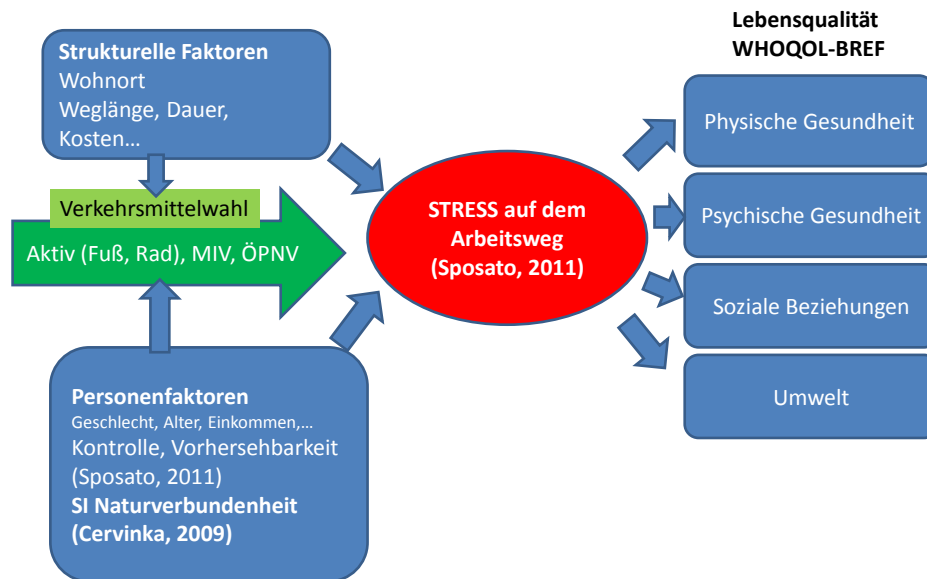 Strukturelle Faktoren
Wohnort
Weglänge, Dauer,
Kosten…
Verkehrsmittelwahl
Aktiv (Fuß, Rad), MIV, ÖPNV
Personenfaktoren
Geschlecht, Alter, Einkommen,…
Kontrolle, Vorhersehbarkeit
(Sposato, 2011)
SI Naturverbundenheit
(Cervinka, 2009)
STRESS auf dem
Arbeitsweg
(Sposato, 2011)
Lebensqualität
WHOQOL-BREF
Physische Gesundheit
Psychische Gesundheit
Soziale Beziehungen
Umwelt